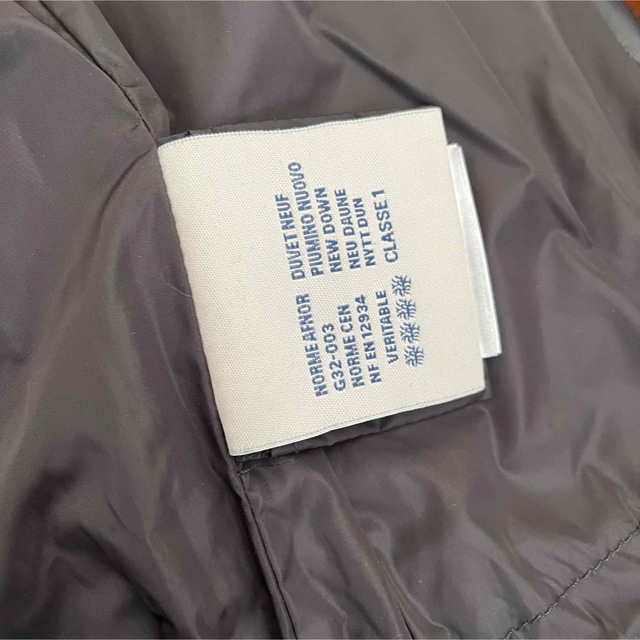 NORME AFNOR
G32-003
NORME CEN
NF EN 12934
VERITABLE
DUVET NEUF
PIUMINO NUOVO
NEW DOWN
NEU DAUNE
NYTT DUN
CLASSE 1